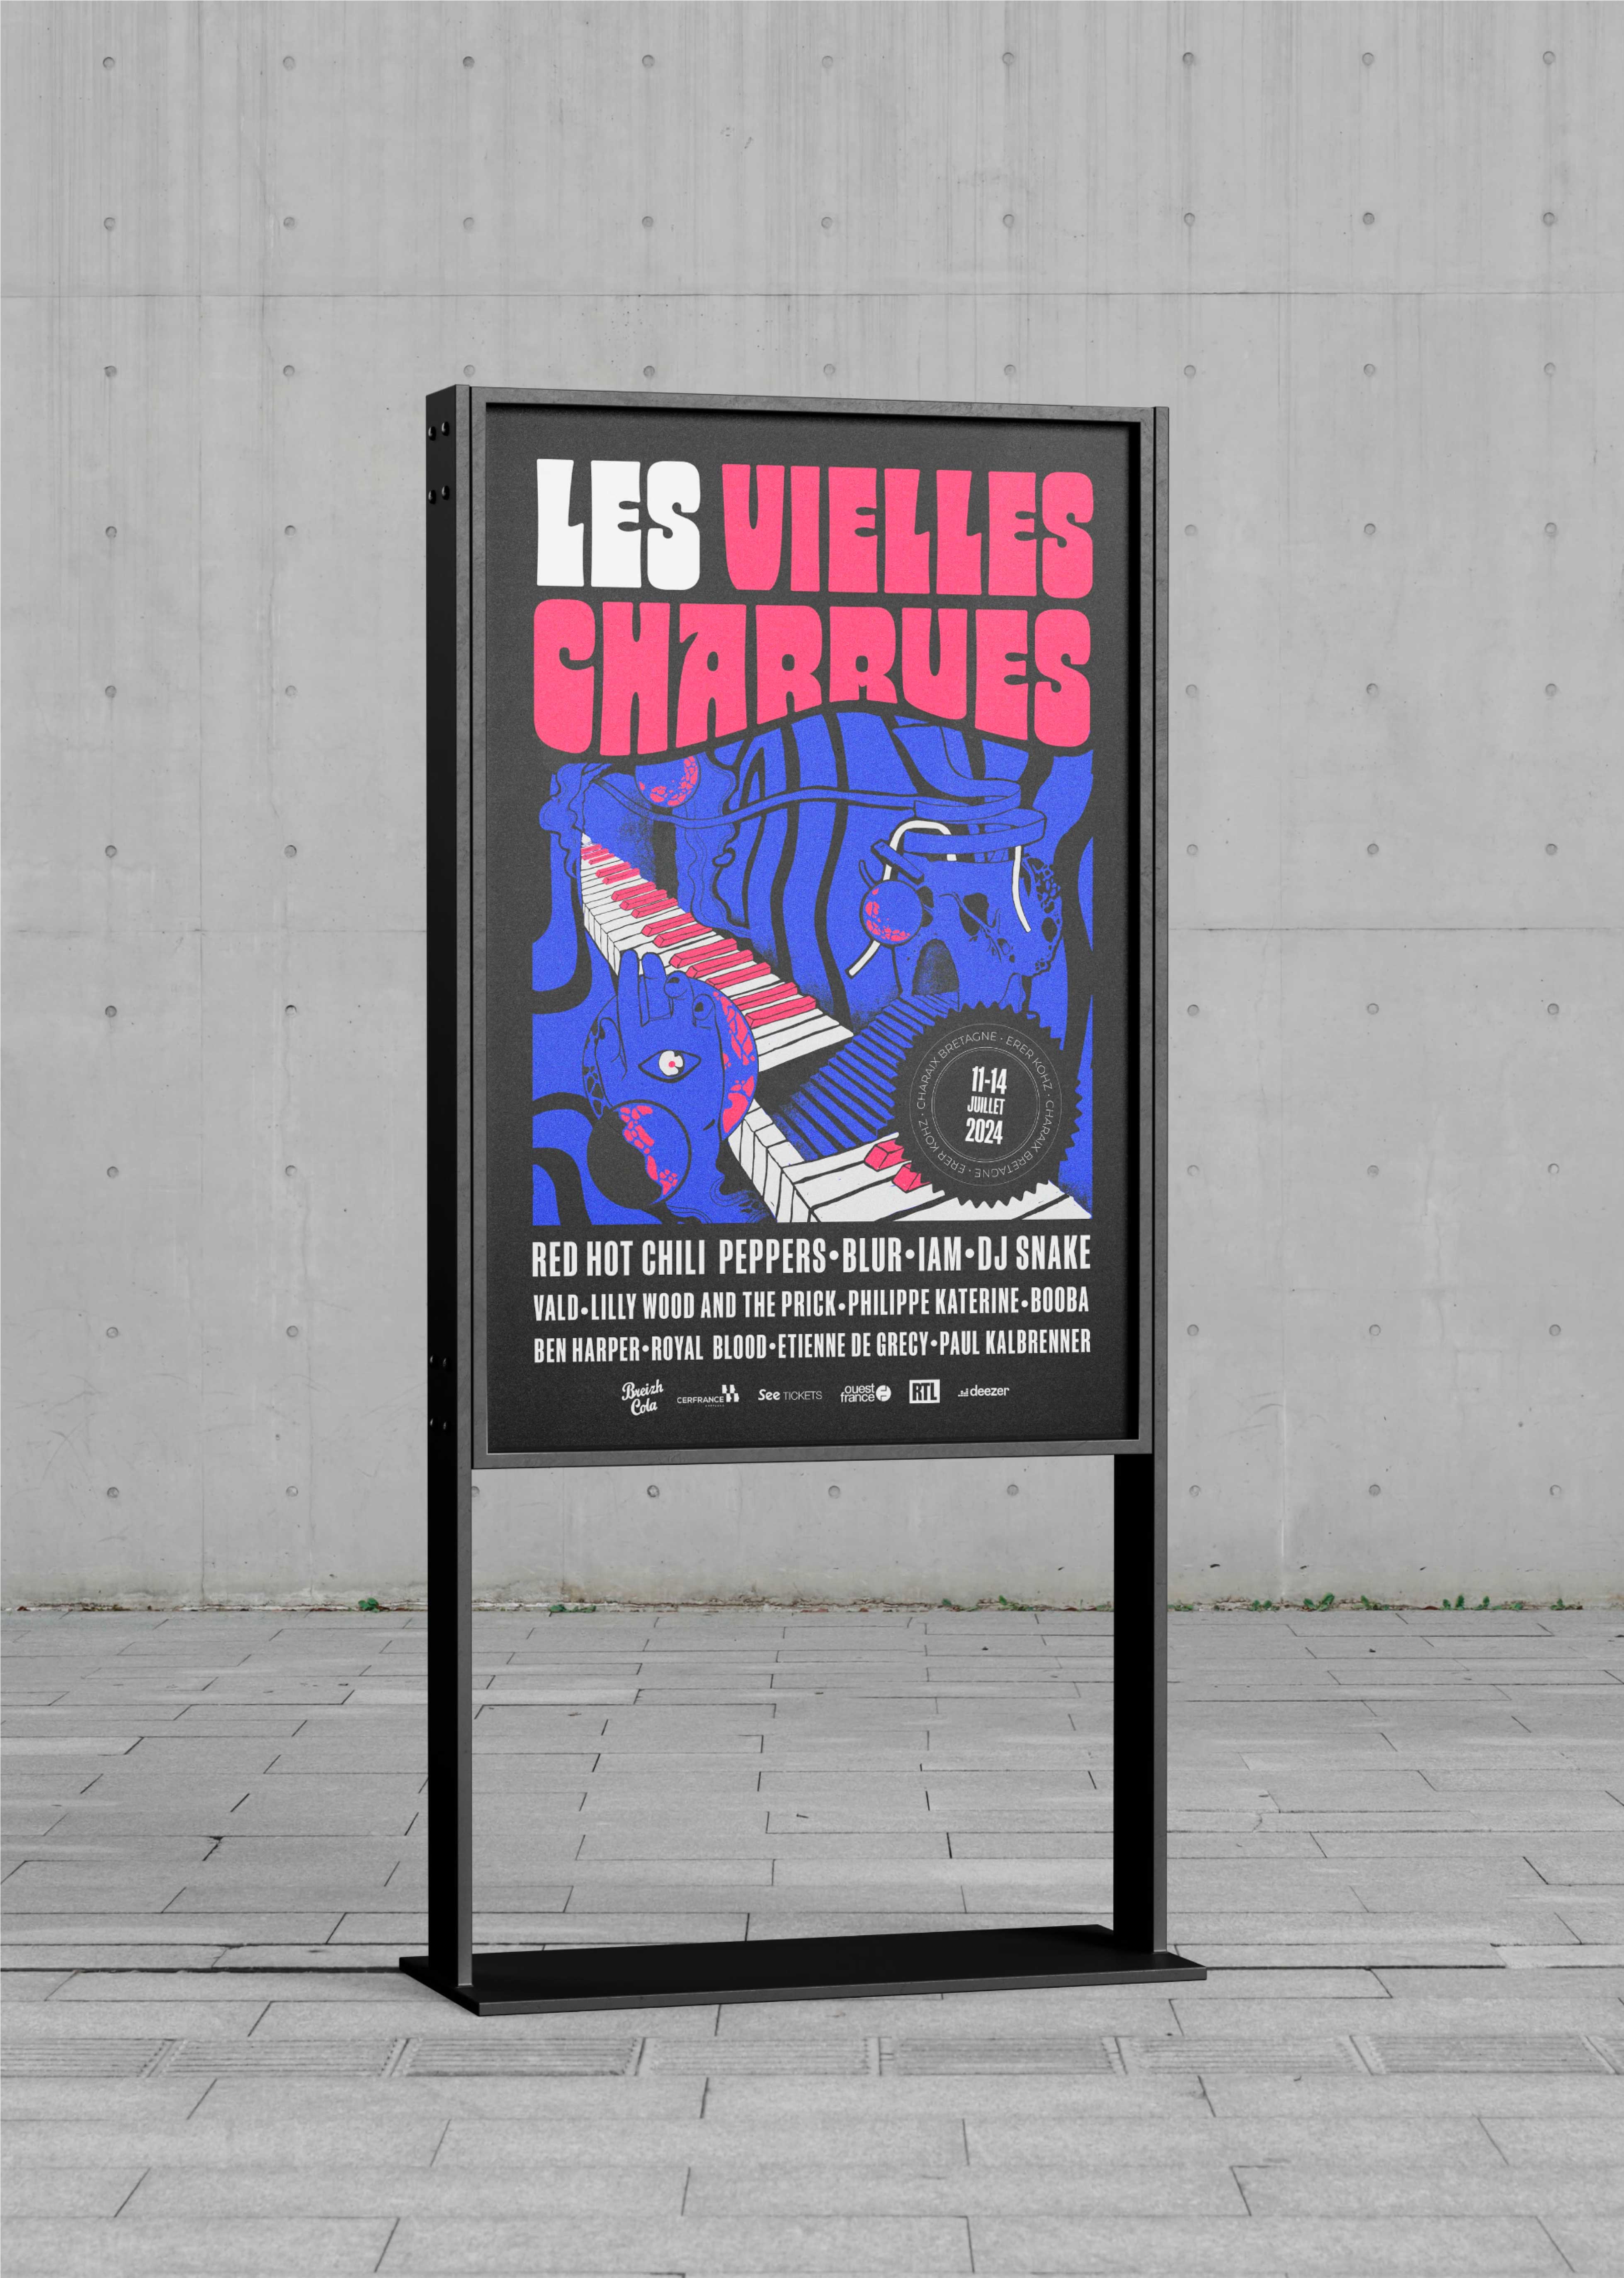 LES VIELLES
CHARRUES
CHARAIX BRETAGNE · ERER KOHZ · CHARAIX BRETAGNE · ERER KOHZ ·
11-14
JUILLET
2024
RED HOT CHILI PEPPERS•BLUR•IAM•DJ SNAKE
VALD•LILLY WOOD AND THE PRICK•PHILIPPE KATERINE•BOOBA
BEN HARPER•ROYAL BLOOD•ETIENNE DE GRECY•PAUL KALBRENNER
Breizh
Cola
CERFRANCE
See TICKETS
ouest
france
RTL
deezer